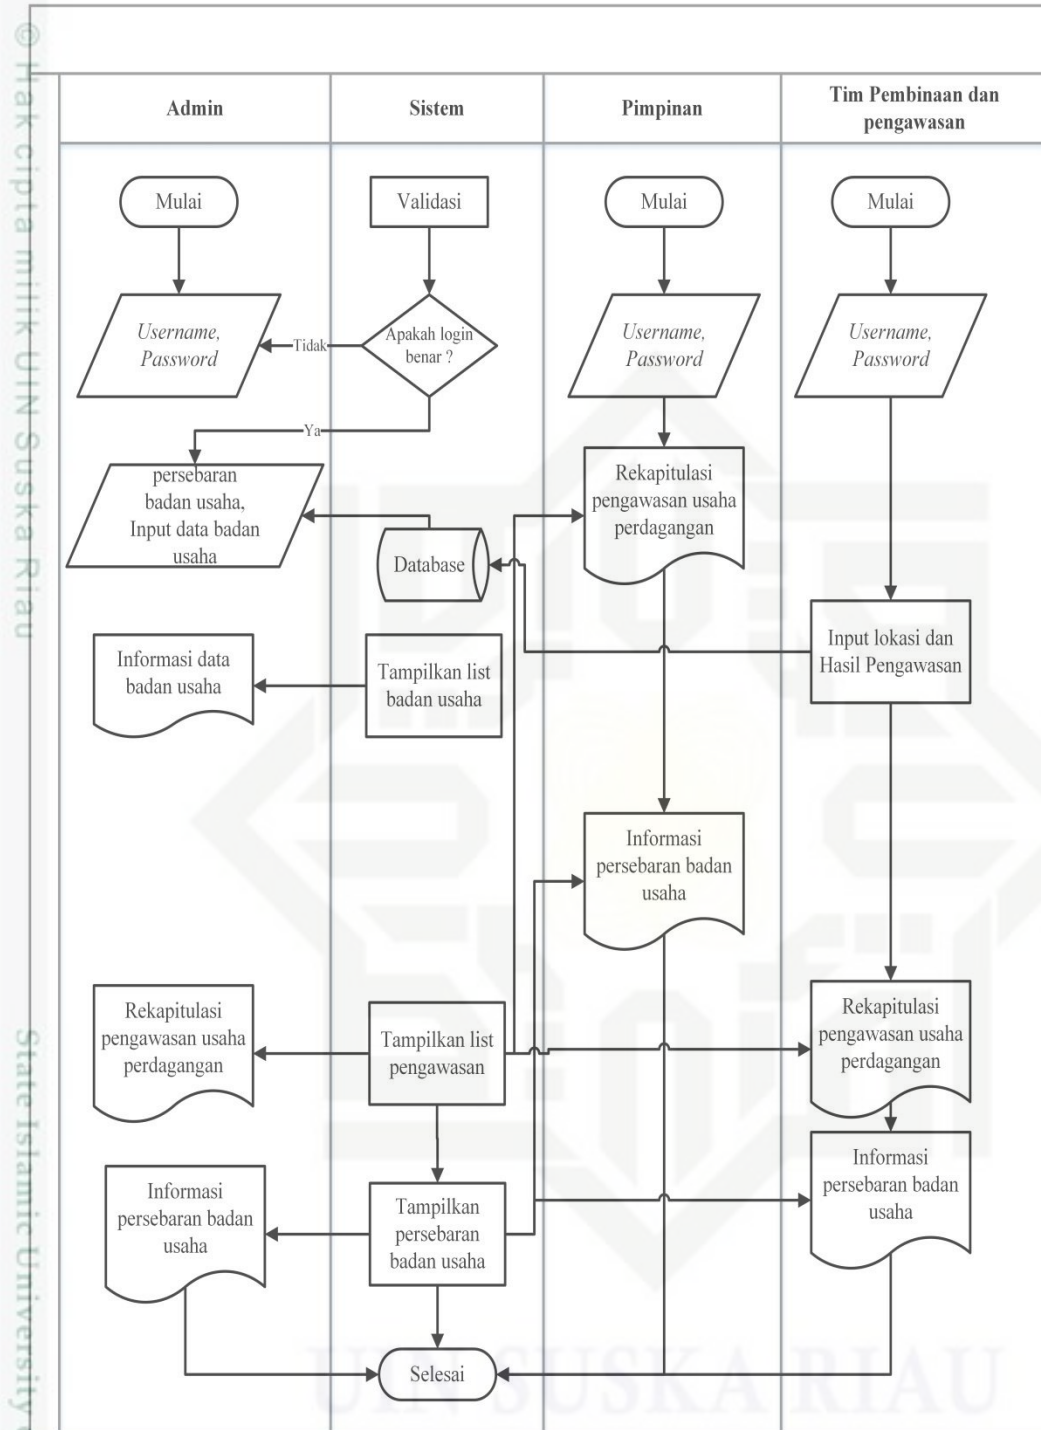 © Hak cipta milik UIN Suska Riau
State Islamic University
Admin
Sistem
Pimpinan
Tim Pembinaan dan
pengawasan
Mulai
Validasi
Mulai
Mulai
Username,
Password
Tidak
Apakah login
benar ?
Username,
Password
Username,
Password
Ya
persebaran
badan usaha,
Input data badan
usaha
Database
Rekapitulasi
pengawasan usaha
perdagangan
Informasi data
badan usaha
Tampilkan list
badan usaha
Input lokasi dan
Hasil Pengawasan
Informasi
persebaran badan
usaha
Rekapitulasi
pengawasan usaha
perdagangan
Tampilkan list
pengawasan
Rekapitulasi
pengawasan usaha
perdagangan
Informasi
persebaran badan
usaha
Tampilkan
persebaran
badan usaha
Informasi
persebaran badan
usaha
Selesai
UIN SUSKA RIAU